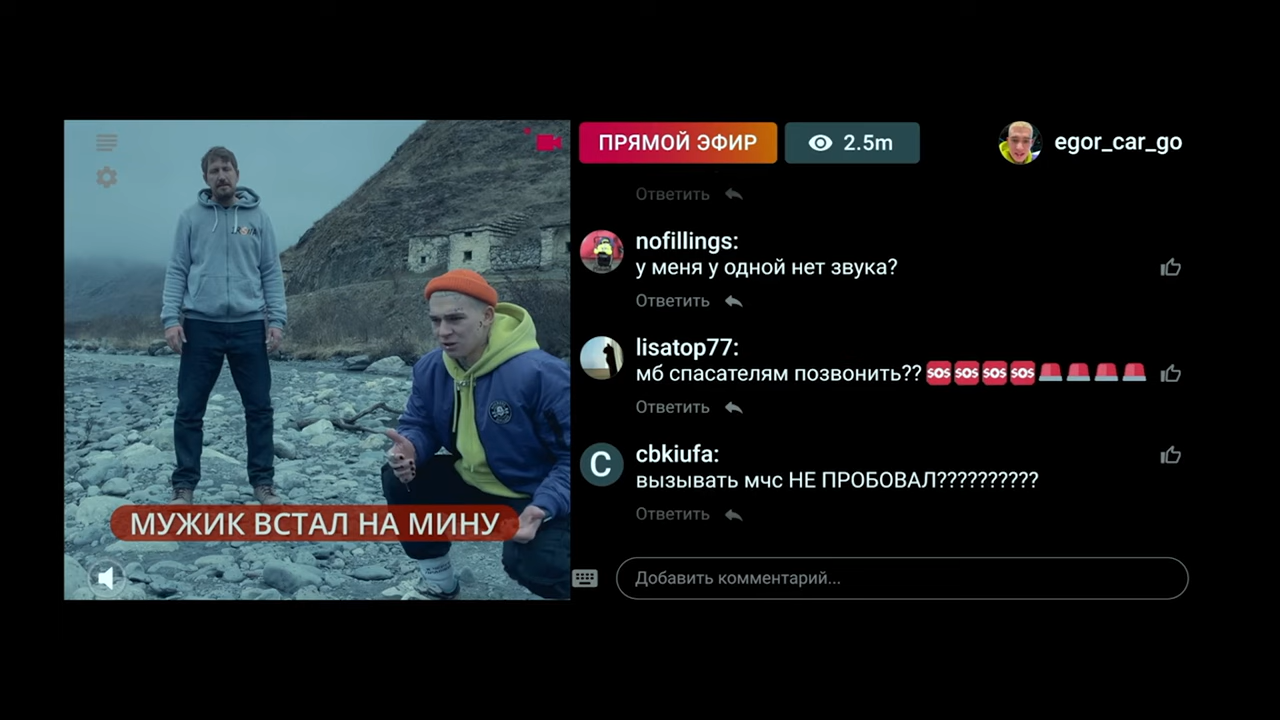 ПРЯМОЙ ЭФИР
2.5m
egor_car_go
Ответить
nofillings:
у меня у одной нет звука?
Ответить
lisatop77:
мб спасателям позвонить?? 🆘🆘🆘🆘🚨🚨🚨🚨
Ответить
C
cbkiufa:
вызывать мчс НЕ ПРОБОВАЛ??????????
Ответить
МУЖИК ВСТАЛ НА МИНУ
Добавить комментарий...